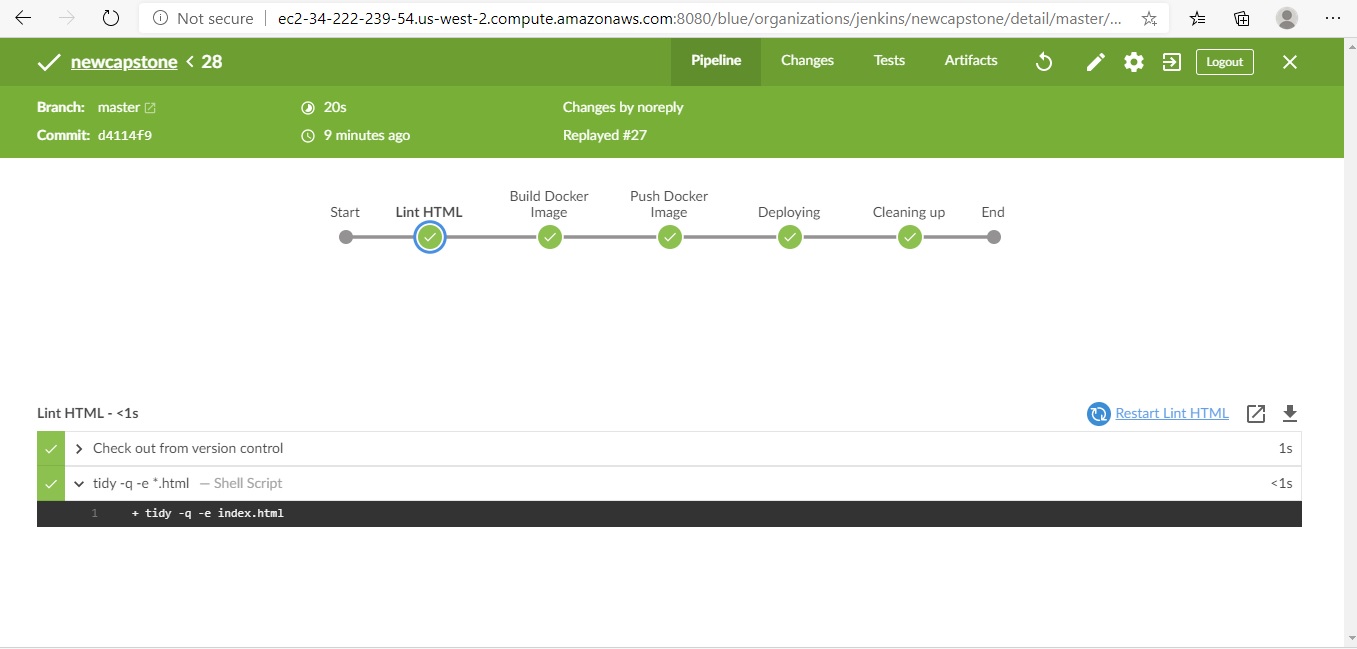 Not secure ec2-34-222-239-54.us-west-2.compute.amazonaws.com:8080/blue/organizations/jenkins/newcapstone/detail/master/...
newcapstone < 28 Pipeline Changes Tests Artifacts Logout
Branch: master 20s Changes by noreply
Commit: d4114f9 9 minutes ago Replayed #27
Start Lint HTML Build Docker Image Push Docker Image Deploying Cleaning up End
Lint HTML - <1s Restart Lint HTML
Check out from version control 1s
tidy -q -e *.html — Shell Script <1s
1 + tidy -q -e index.html